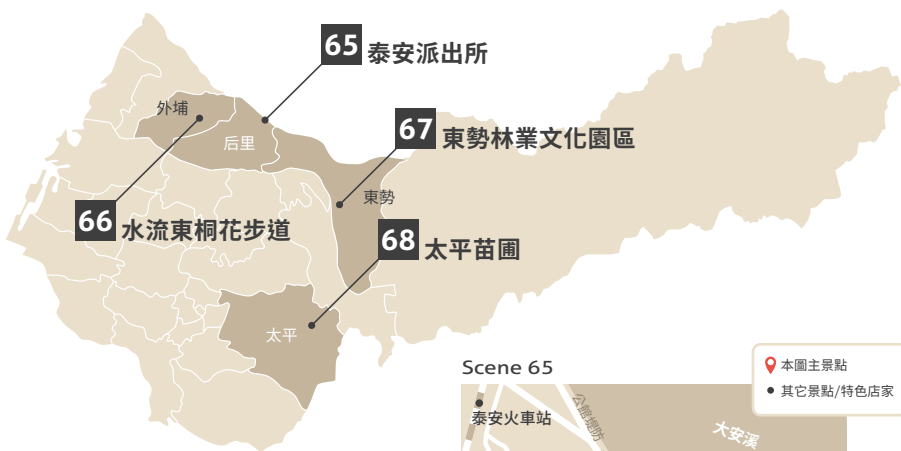 65 泰安派出所
外埔
67 東勢林業文化園區
后里
東勢
66 水流東桐花步道
68 太平苗圃
太平
Scene 65
本圖主景點
其它景點/特色店家
泰安火車站
公館堤防
大安溪